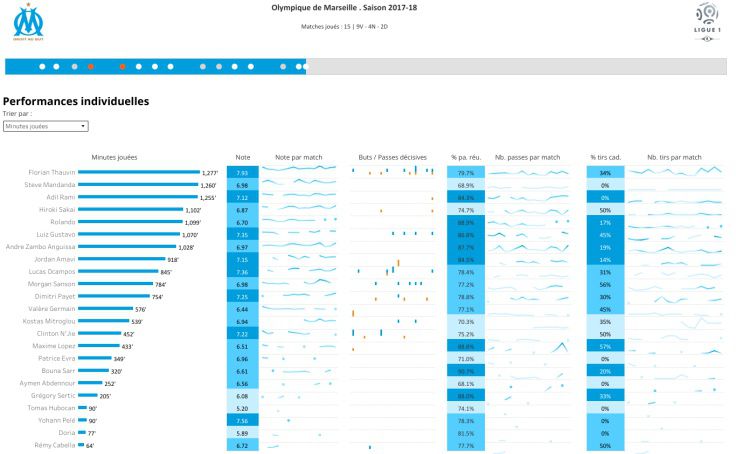 Olympique de Marseille . Saison 2017-18
Matches joués : 15 | 9V - 4N - 2D
DROIT AU BUT
LIGUE 1
Performances individuelles
Trier par :
Minutes jouées
Minutes jouées Note Note par match Buts / Passes décisives % pa. réu. Nb. passes par match % tirs cad. Nb. tirs par match
Florian Thauvin 1,277' 7.93 79.7% 34%
Steve Mandanda 1,260' 6.98 68.9% 0%
Adil Rami 1,255' 7.12 84.3% 0%
Hiroki Sakai 1,102' 6.87 74.7% 50%
Rolando 1,099' 6.70 88.9% 17%
Luiz Gustavo 1,070' 7.15 86.8% 45%
Andre Zambo Anguissa 1,028' 6.97 87.7% 19%
Jordan Amavi 918' 7.15 84.5% 14%
Lucas Ocampos 845' 7.36 78.4% 31%
Morgan Sanson 784' 6.98 77.2% 56%
Dimitri Payet 754' 7.25 78.8% 30%
Valère Germain 576' 6.44 77.1% 45%
Kostas Mitroglou 539' 6.94 70.3% 35%
Clinton N'Jie 452' 7.22 75.2% 50%
Maxime Lopez 433' 6.51 88.8% 57%
Patrice Evra 349' 6.96 71.0% 0%
Bouna Sarr 320' 6.61 90.7% 20%
Aymen Abdennour 252' 6.56 68.1% 0%
Grégory Sertic 205' 6.08 88.0% 33%
Tomas Hubocan 90' 5.20 74.1% 0%
Yohann Pelé 90' 7.56 78.3% 0%
Doria 77' 5.89 81.5% 0%
Rémy Cabella 64' 6.72 77.7% 50%